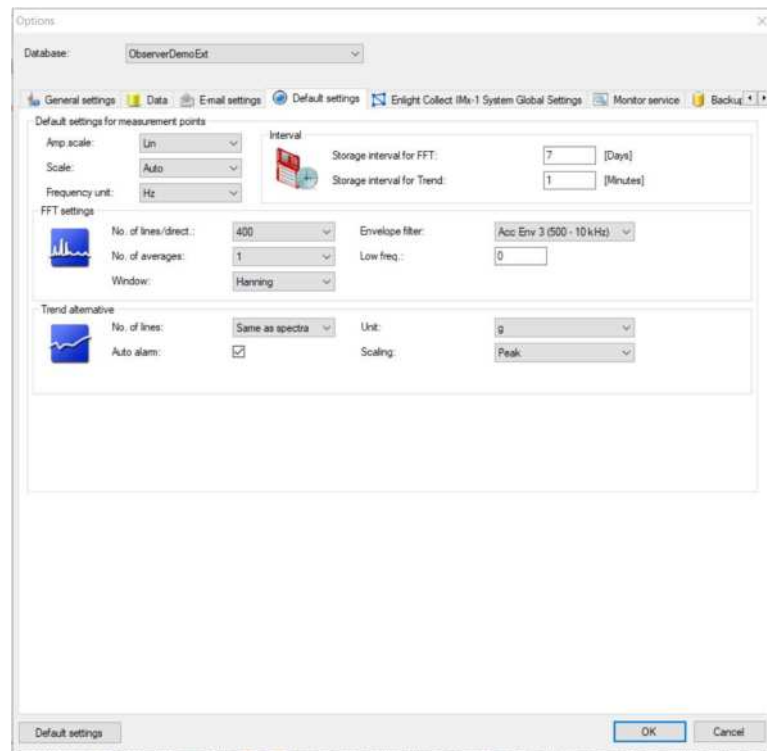 Options
Database: ObserverDemoExt
General settings Data E-mail settings Default settings Enlight Collect IMx-1 System Global Settings Monitor service Backup
Default settings for measurement points
Amp.scale: Lin
Scale: Auto
Frequency unit: Hz
Interval
Storage interval for FFT: 7 [Days]
Storage interval for Trend: 1 [Minutes]
FFT settings
No. of lines/direct.: 400 Envelope filter: Acc Env 3 (500 - 10 kHz)
No. of averages: 1 Low freq.: 0
Window: Hanning
Trend alternative
No. of lines: Same as spectra Unit: g
Auto alarm: Scaling: Peak
Default settings OK Cancel